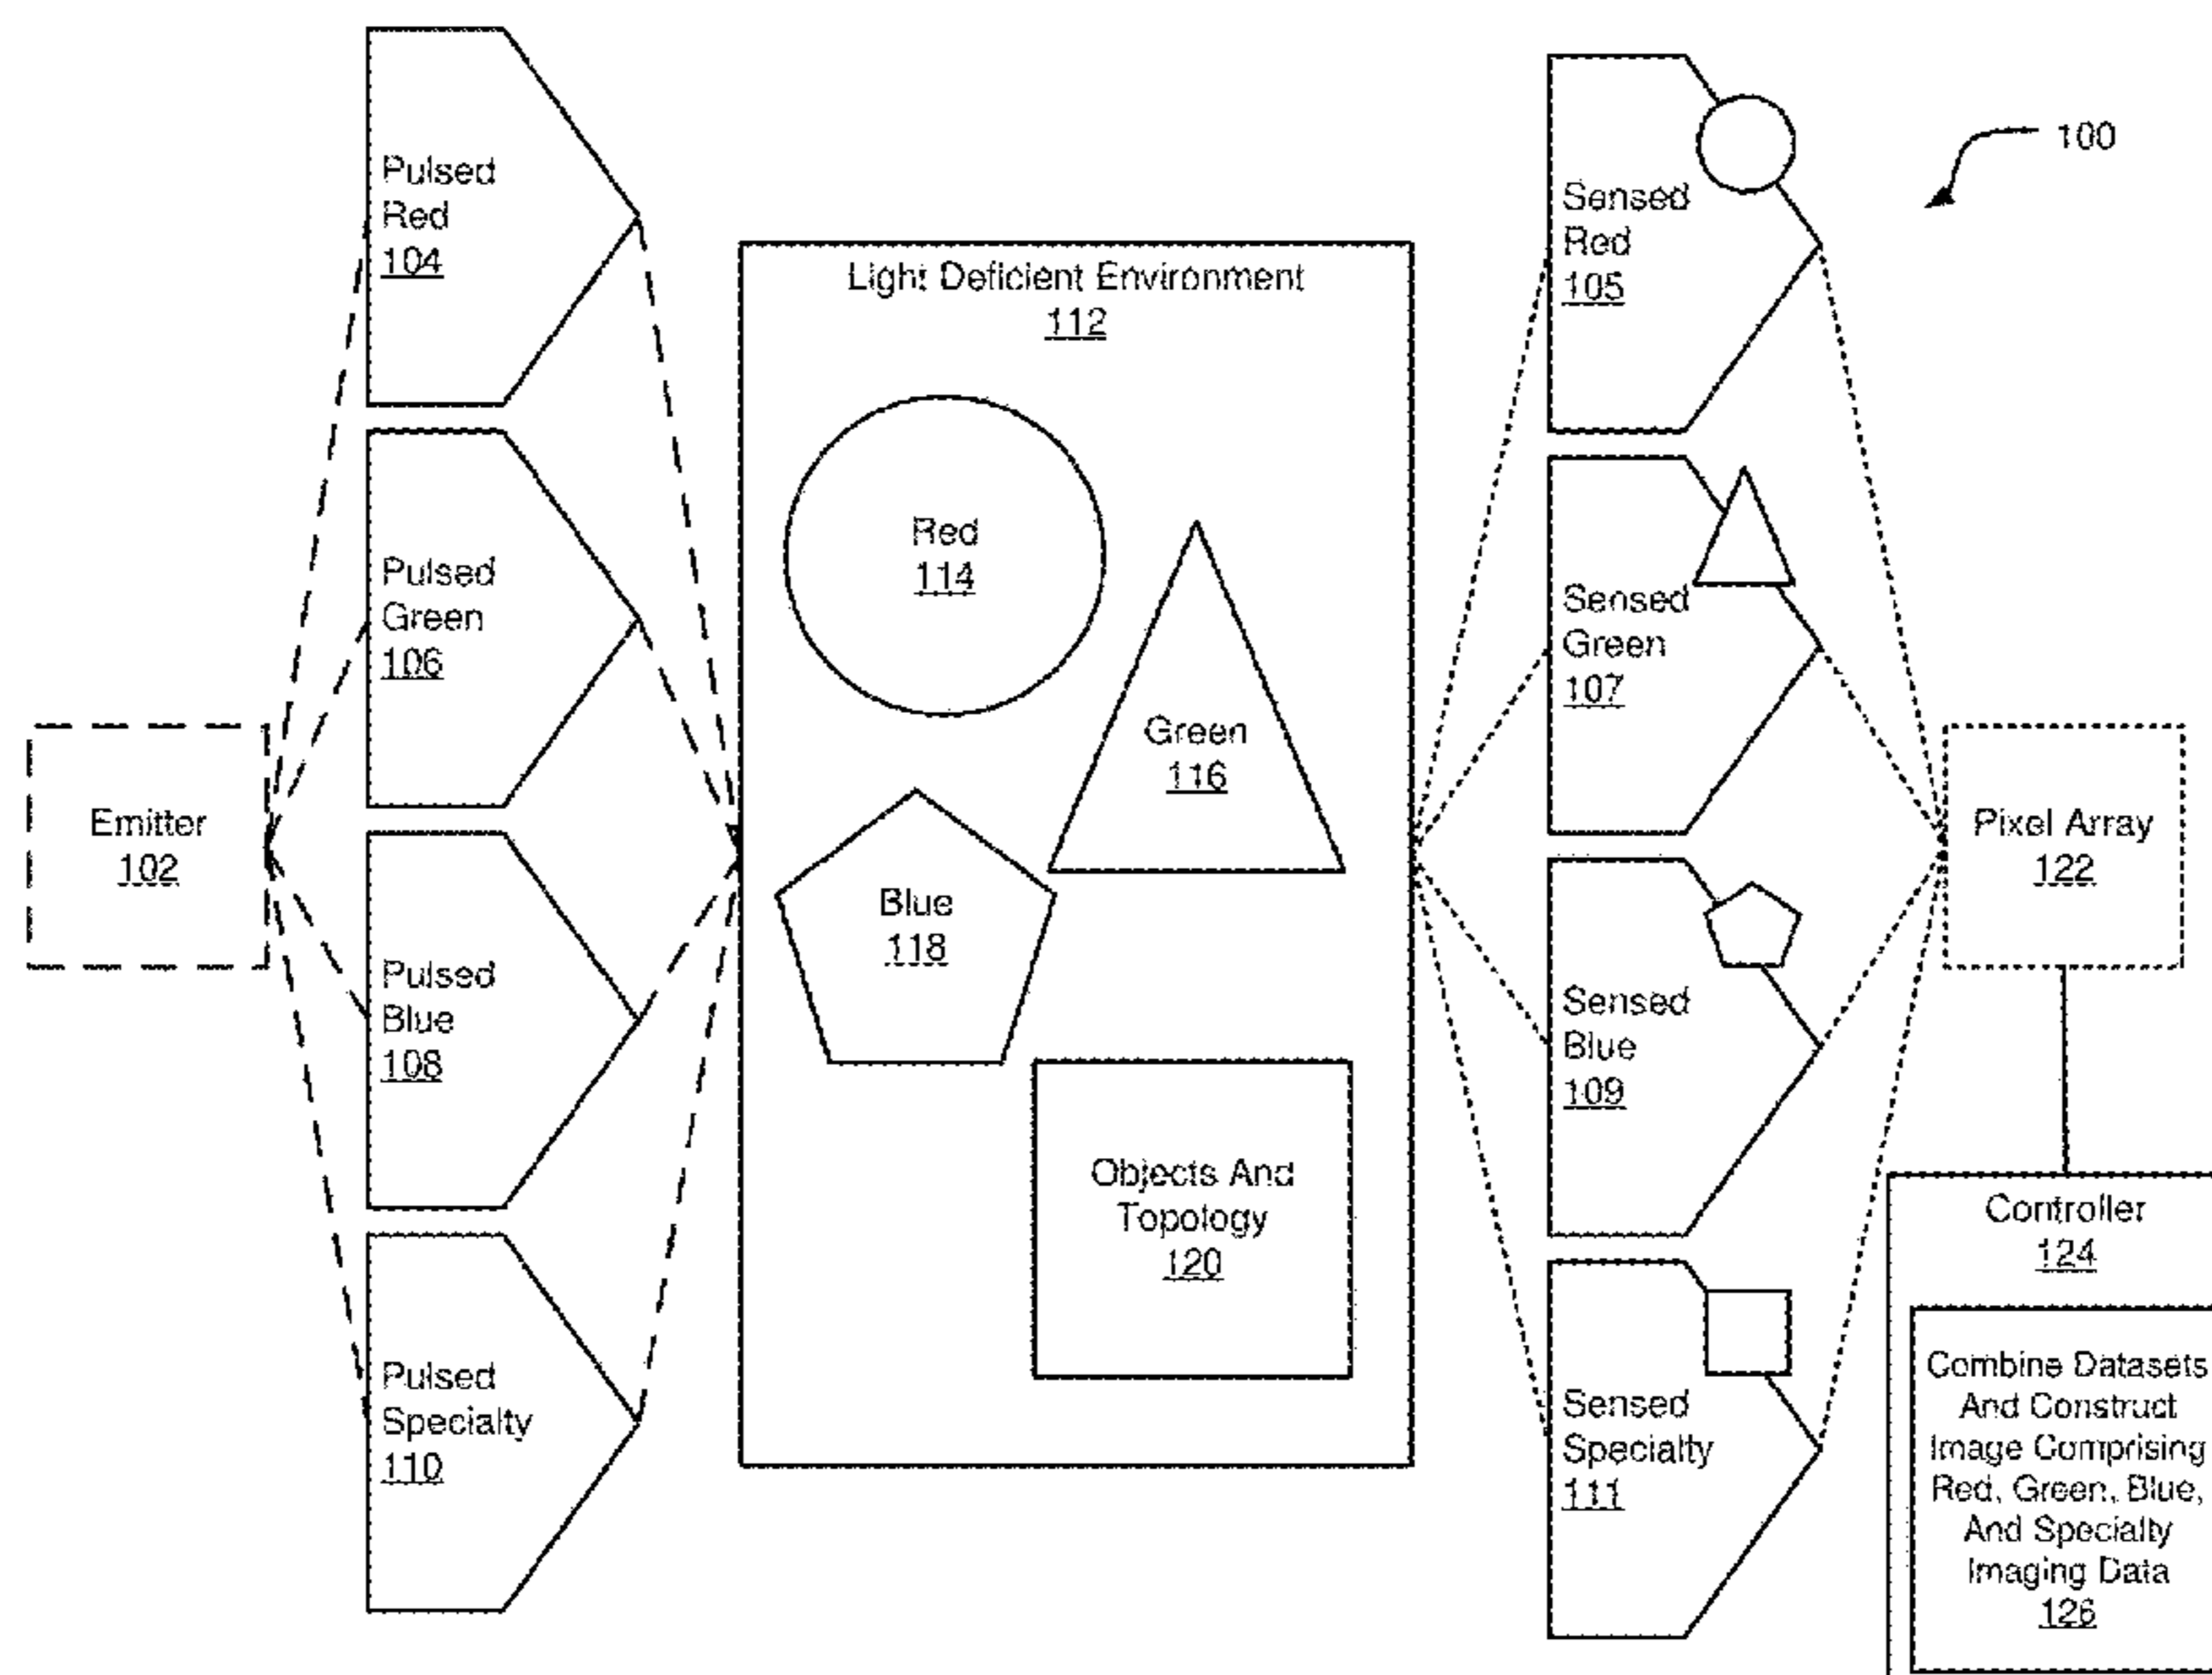 100
Pulsed
Red
104
Pulsed
Green
106
Pulsed
Blue
108
Pulsed
Specialty
110
Emitter
102
Light Deficient Environment
112
Red
114
Green
116
Blue
118
Objects And
Topology
120
Sensed
Red
105
Sensed
Green
107
Sensed
Blue
109
Sensed
Specialty
111
Pixel Array
122
Controller
124
Combine Datasets
And Construct
Image Comprising
Red, Green, Blue,
And Specialty
Imaging Data
126